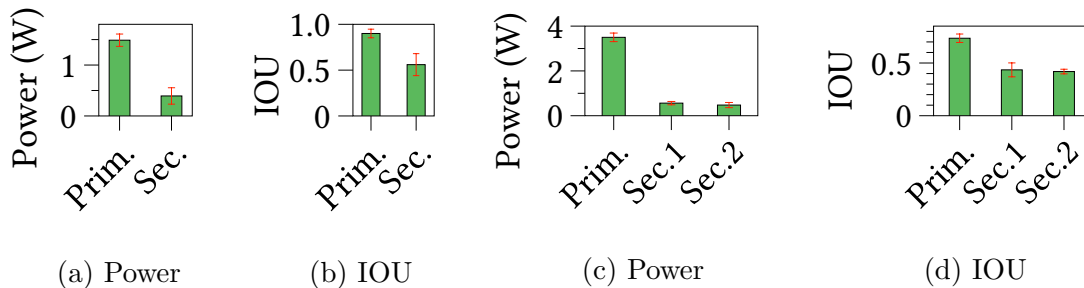 Power (W)
1
0
Prim.
Sec.
(a) Power
IOU
1.0
0.5
0
Prim.
Sec.
(b) IOU
Power (W)
4
2
0
Prim.
Sec.1
Sec.2
(c) Power
IOU
0.5
0
Prim.
Sec.1
Sec.2
(d) IOU